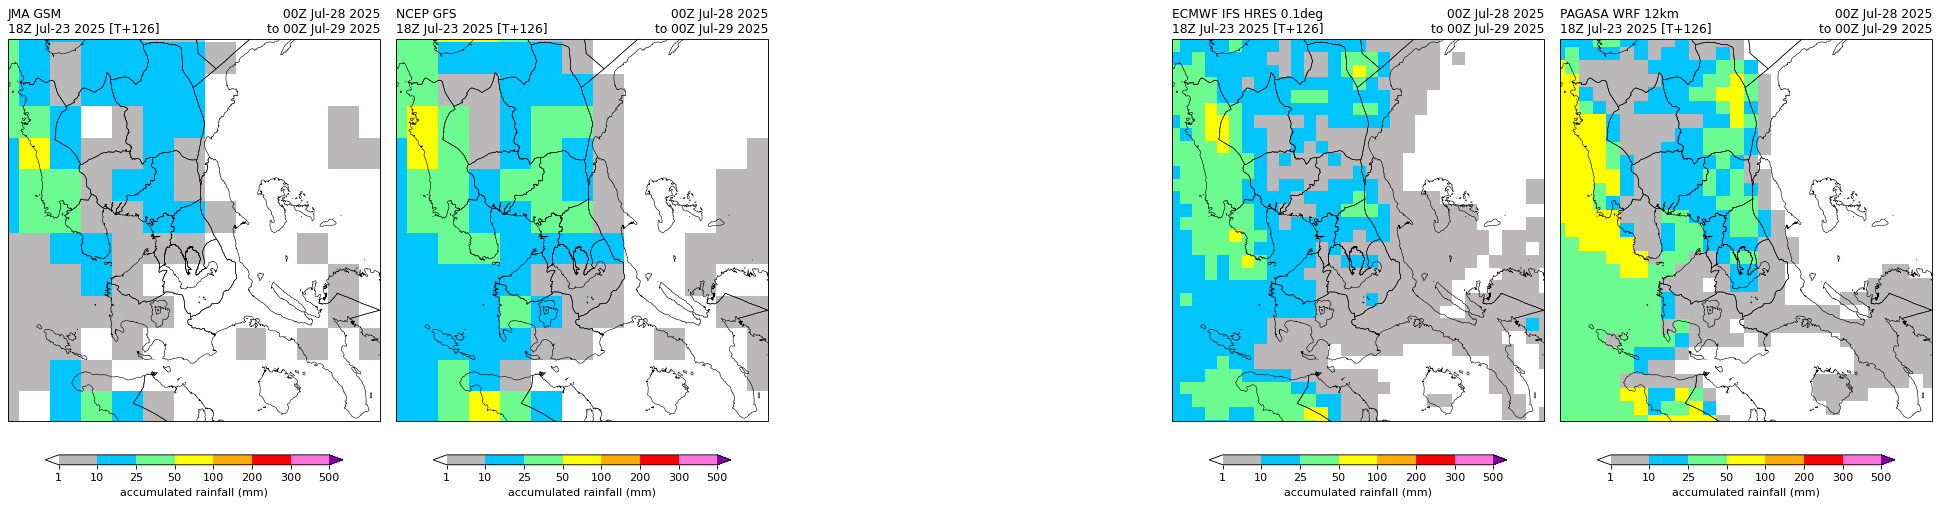 JMA GSM 00Z Jul-28 2025
18Z Jul-23 2025 [T+126] to 00Z Jul-29 2025
1 10 25 50 100 200 300 500
accumulated rainfall (mm)
NCEP GFS 00Z Jul-28 2025
18Z Jul-23 2025 [T+126] to 00Z Jul-29 2025
1 10 25 50 100 200 300 500
accumulated rainfall (mm)
ECMWF IFS HRES 0.1deg 00Z Jul-28 2025
18Z Jul-23 2025 [T+126] to 00Z Jul-29 2025
1 10 25 50 100 200 300 500
accumulated rainfall (mm)
PAGASA WRF 12km 00Z Jul-28 2025
18Z Jul-23 2025 [T+126] to 00Z Jul-29 2025
1 10 25 50 100 200 300 500
accumulated rainfall (mm)